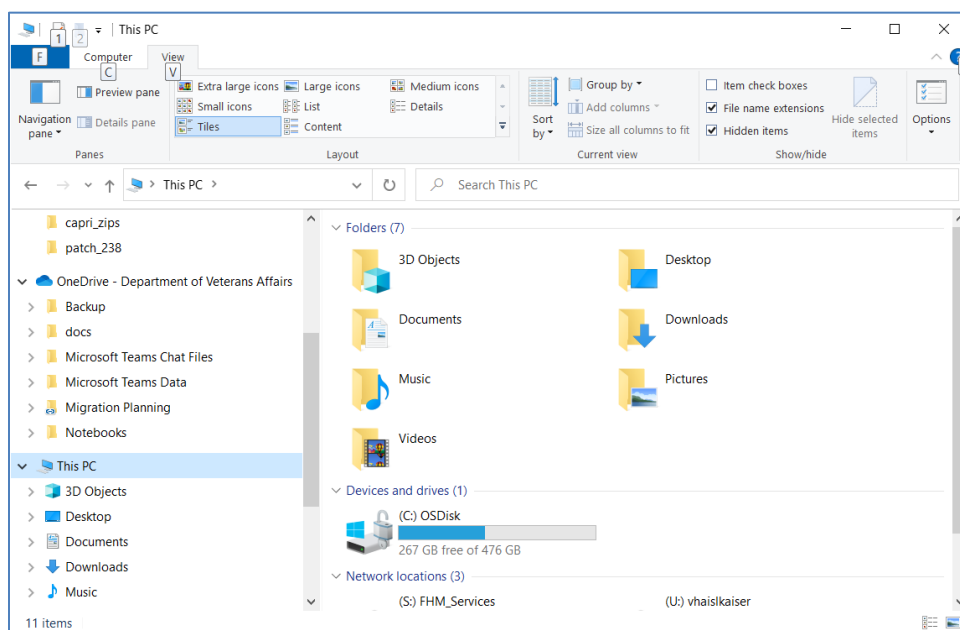 This PC
1
2
F
Computer
View
C
V
Navigation pane
Preview pane
Details pane
Panes
Extra large icons
Large icons
Medium icons
Small icons
List
Details
Tiles
Content
Layout
Sort by
Group by
Add columns
Size all columns to fit
Current view
Item check boxes
File name extensions
Hidden items
Hide selected items
Show/hide
Options
This PC
Search This PC
capri_zips
patch_238
OneDrive - Department of Veterans Affairs
Backup
docs
Microsoft Teams Chat Files
Microsoft Teams Data
Migration Planning
Notebooks
This PC
3D Objects
Desktop
Documents
Downloads
Music
Folders (7)
3D Objects
Desktop
Documents
Downloads
Music
Pictures
Videos
Devices and drives (1)
(C:) OSDisk
267 GB free of 476 GB
Network locations (3)
(S:) FHM_Services
(U:) vhaislkaiser
11 items